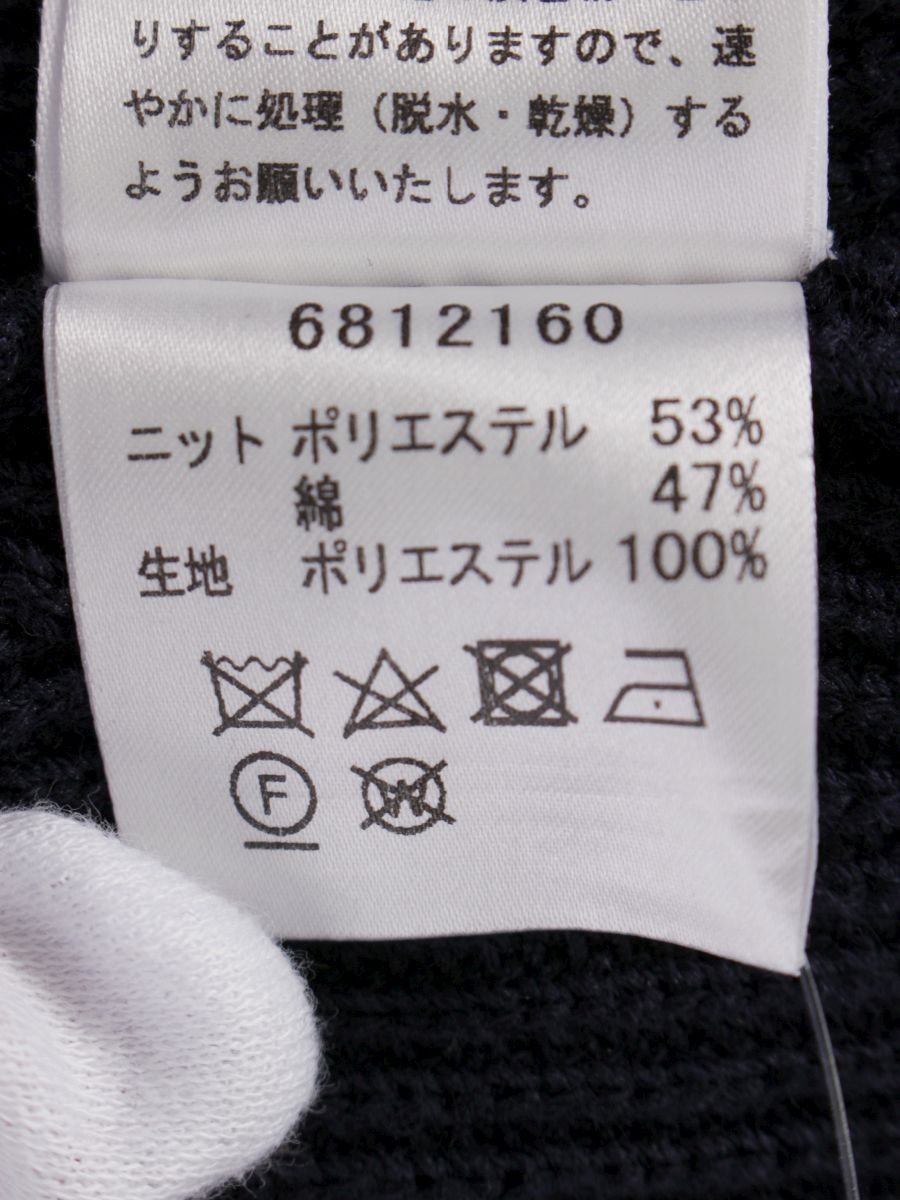 りすることがありますので、速
やかに処理（脱水・乾燥）する
ようお願いいたします。
6812160
ニット ポリエステル 53%
綿 47%
生地 ポリエステル 100%
F
W